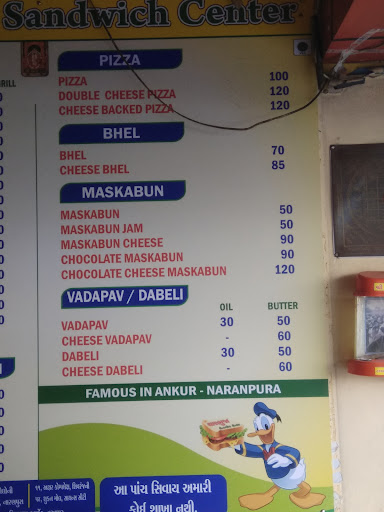 Sandwich Center
RILL
PIZZA
PIZZA 100
DOUBLE CHEESE PIZZA 120
CHEESE BACKED PIZZA 120
BHEL
BHEL 70
CHEESE BHEL 85
MASKABUN
MASKABUN 50
MASKABUN JAM 50
MASKABUN CHEESE 90
CHOCOLATE MASKABUN 90
CHOCOLATE CHEESE MASKABUN 120
VADAPAV / DABELI OIL BUTTER
VADAPAV 30 50
CHEESE VADAPAV - 60
DABELI 30 50
CHEESE DABELI - 60
FAMOUS IN ANKUR - NARANPURA
આ પાંચ સિવાય અમારી
કોઈ શાખા નથી.